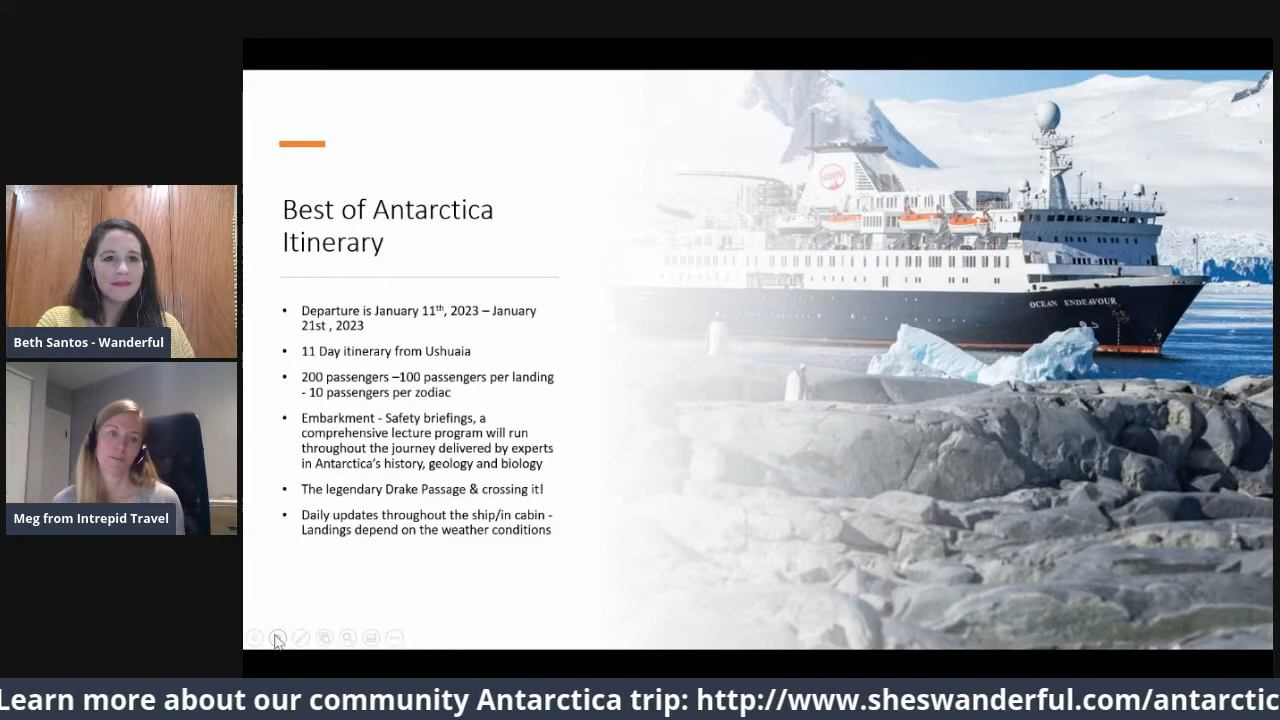 Best of Antarctica
Itinerary
• Departure is January 11th, 2023 – January
21st , 2023
• 11 Day itinerary from Ushuaia
• 200 passengers –100 passengers per landing
- 10 passengers per zodiac
• Embarkment - Safety briefings, a
comprehensive lecture program will run
throughout the journey delivered by experts
in Antarctica's history, geology and biology
• The legendary Drake Passage & crossing it!
• Daily updates throughout the ship/in cabin -
Landings depend on the weather conditions
OCEAN ENDEAVOUR
Beth Santos - Wanderful
Meg from Intrepid Travel
Learn more about our community Antarctica trip: http://www.sheswanderful.com/antarctic